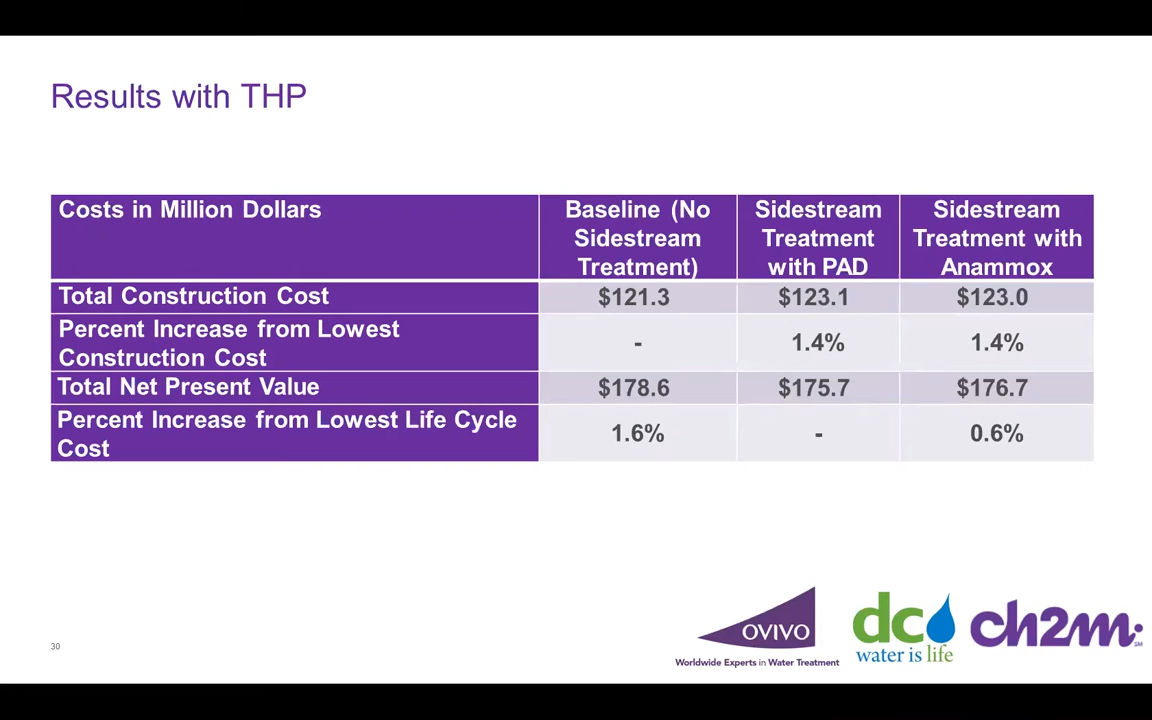 Results with THP
Costs in Million Dollars
Baseline (No
Sidestream
Treatment)
Sidestream
Treatment
with PAD
Sidestream
Treatment with
Anammox
Total Construction Cost
$121.3
$123.1
$123.0
Percent Increase from Lowest
Construction Cost
-
1.4%
1.4%
Total Net Present Value
$178.6
$175.7
$176.7
Percent Increase from Lowest Life Cycle
Cost
1.6%
-
0.6%
30
OVIVO
Worldwide Experts in Water Treatment
dc
water is life
ch2m
SM